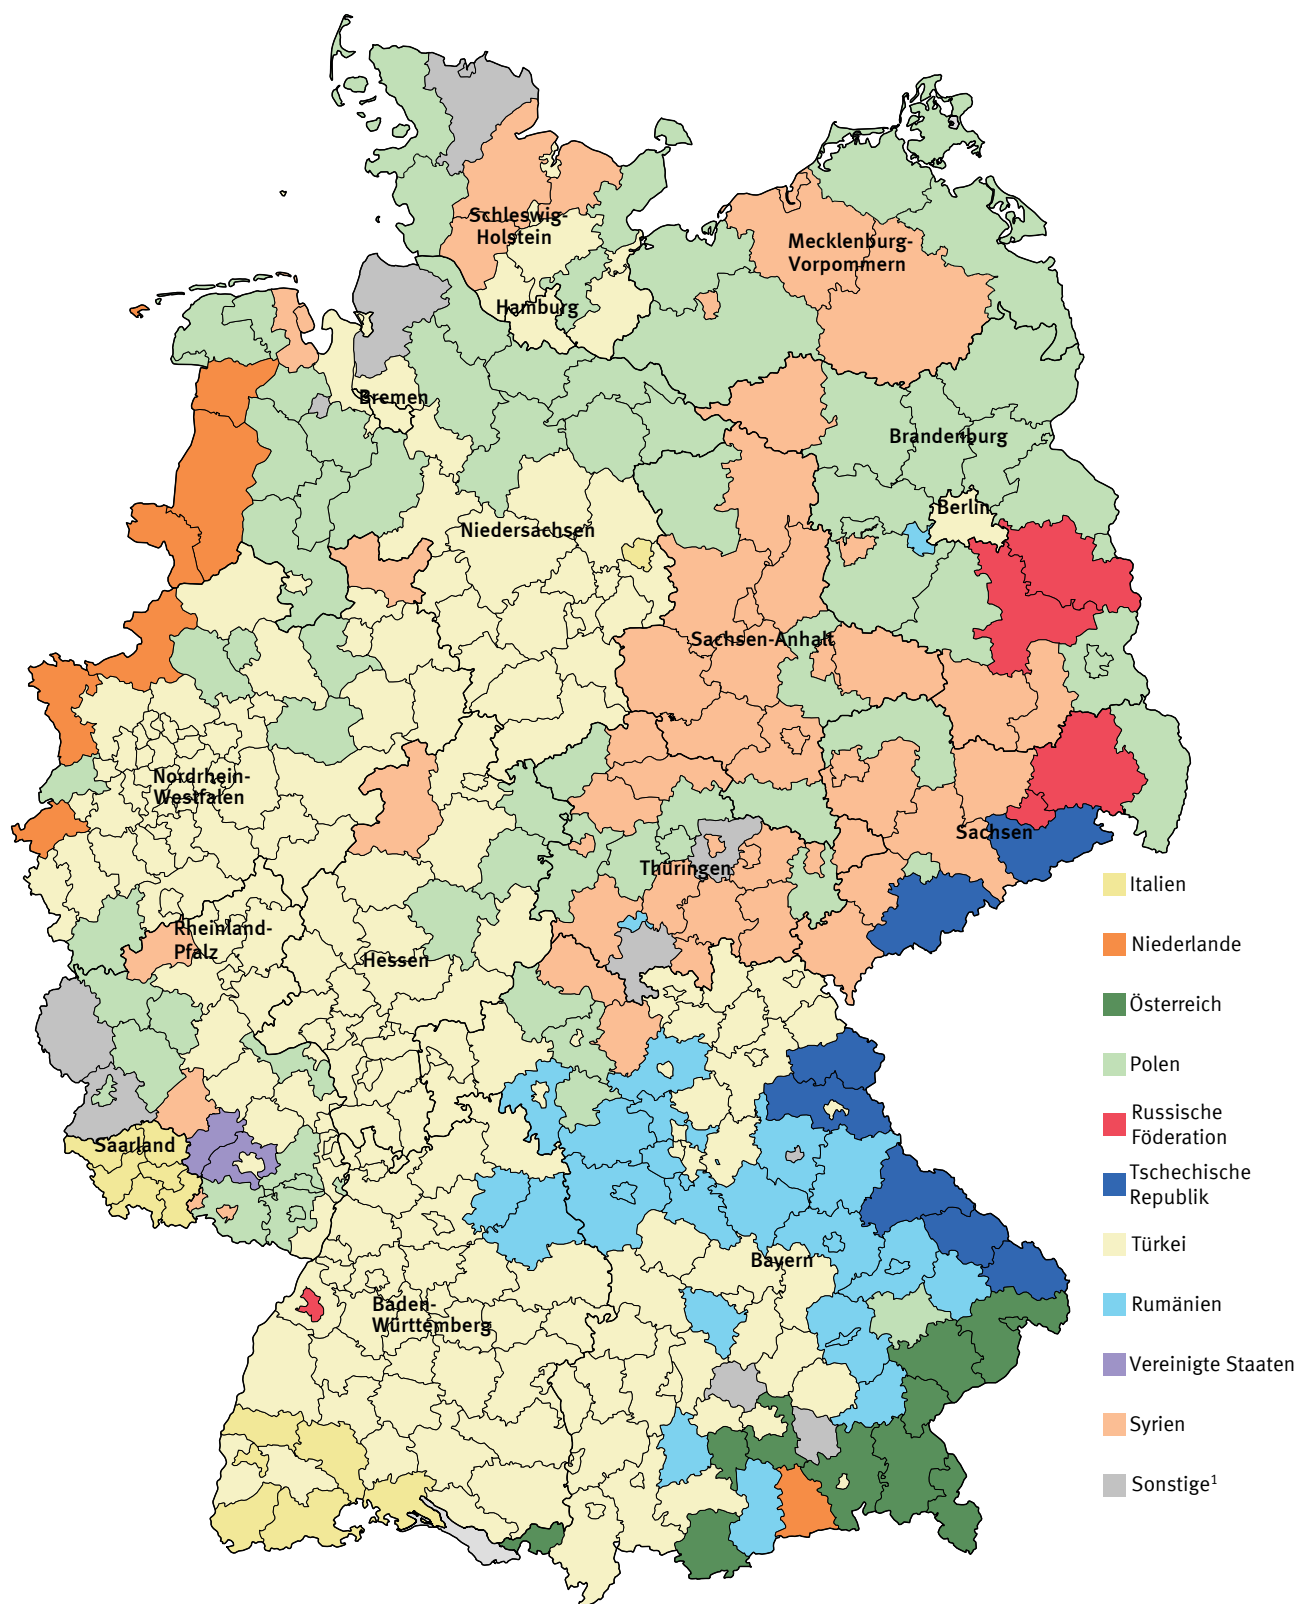 Schleswig-
Holstein
Mecklenburg-
Vorpommern
Hamburg
Bremen
Brandenburg
Berlin
Niedersachsen
Sachsen-Anhalt
Nordrhein-
Westfalen
Sachsen
Thüringen
Rheinland-
Pfalz
Hessen
Saarland
Bayern
Baden-
Württemberg
Italien
Niederlande
Österreich
Polen
Russische
Föderation
Tschechische
Republik
Türkei
Rumänien
Vereinigte Staaten
Syrien
Sonstige¹